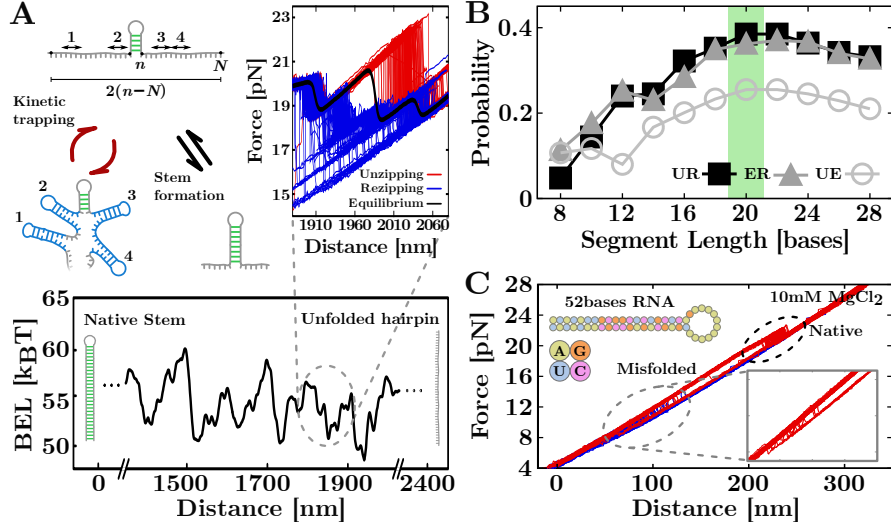 A
1
2
3
4
n
N
2(n−N)
Kinetic
trapping
Stem
formation
2
3
1
4
Force [pN]
23
21
19
18
16
15
Unzipping
Rezipping
Equilibrium
1910
1960
2010
2060
Distance [nm]
BEL [kBT]
65
60
55
50
Native Stem
Unfolded hairpin
0
1500
1700
1900
2400
Distance [nm]
B
Probability
0.4
0.2
0
UR
ER
UE
8
12
16
20
24
28
Segment Length [bases]
C
Force [pN]
28
24
20
16
12
8
4
52bases RNA
10mM MgCl2
A
G
U
C
Native
Misfolded
0
100
200
300
Distance [nm]